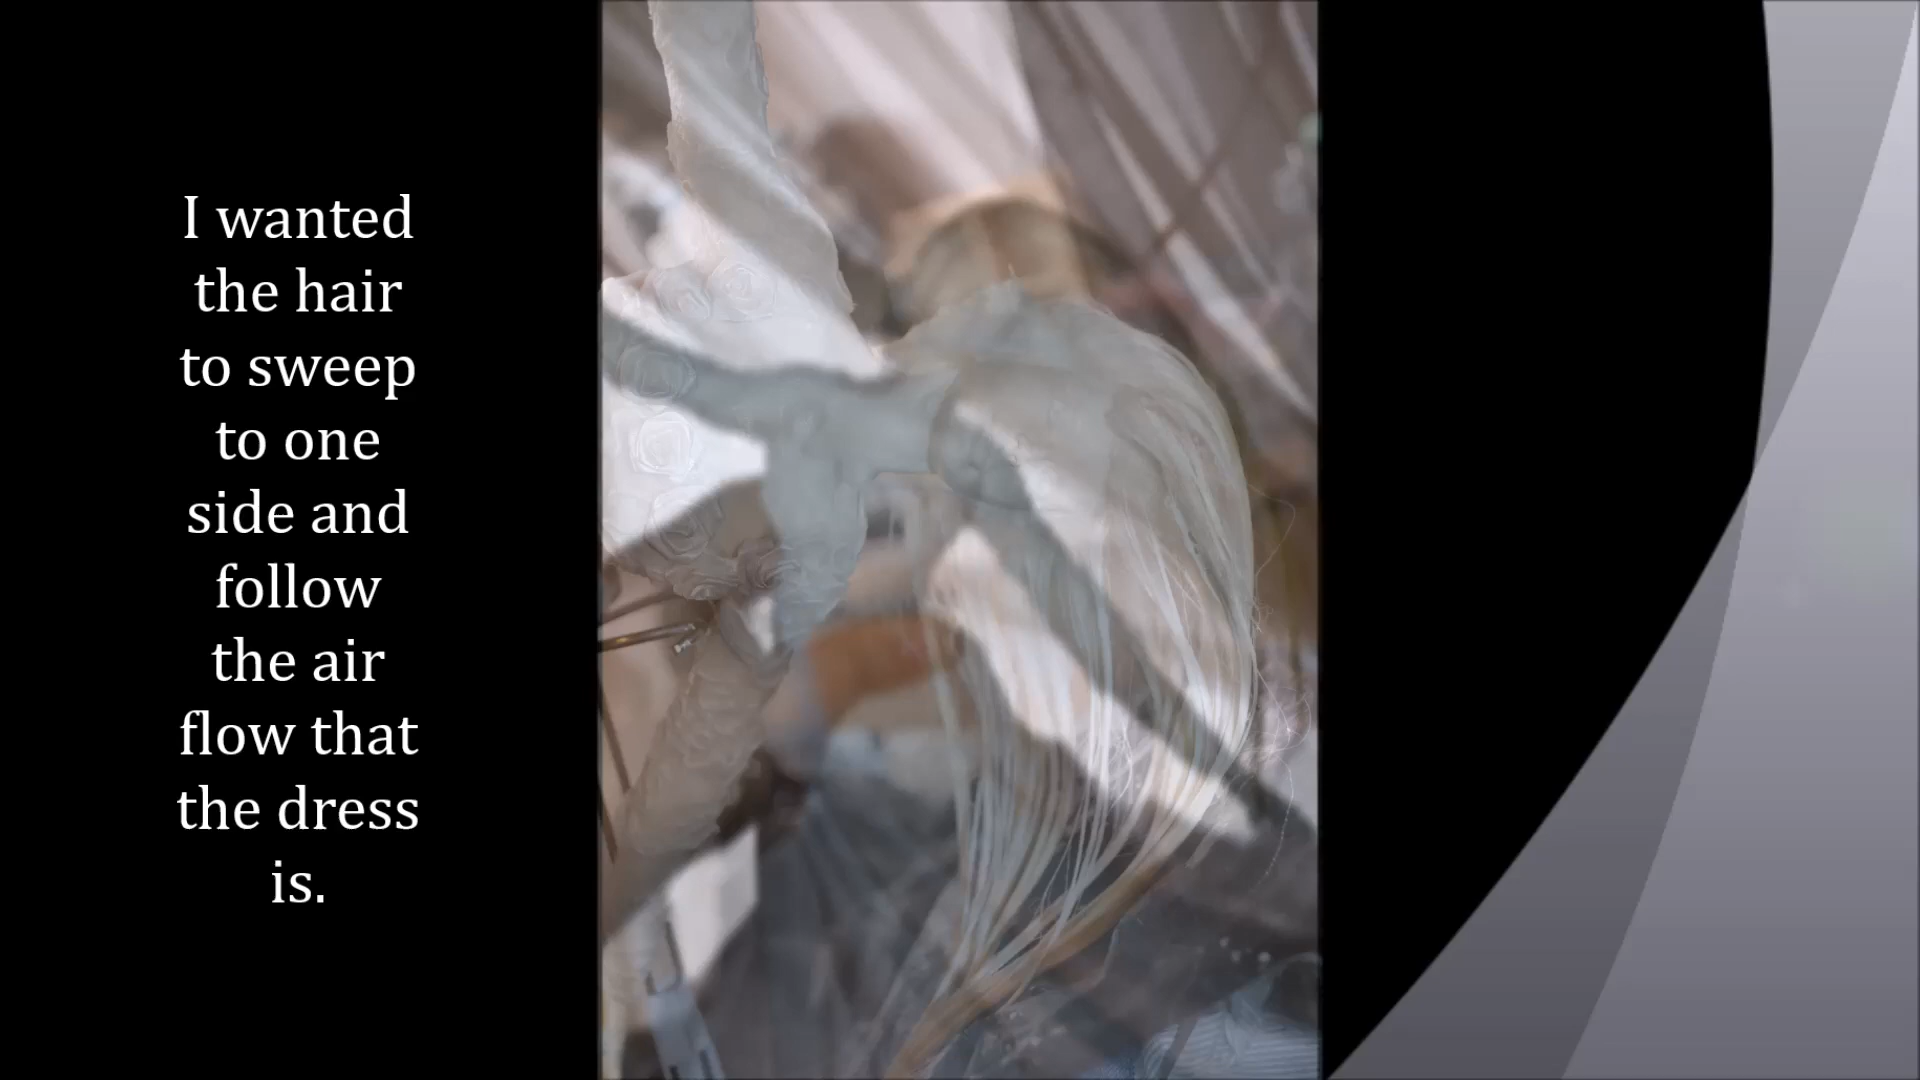 I wanted
the hair
to sweep
to one
side and
follow
the air
flow that
the dress
is.